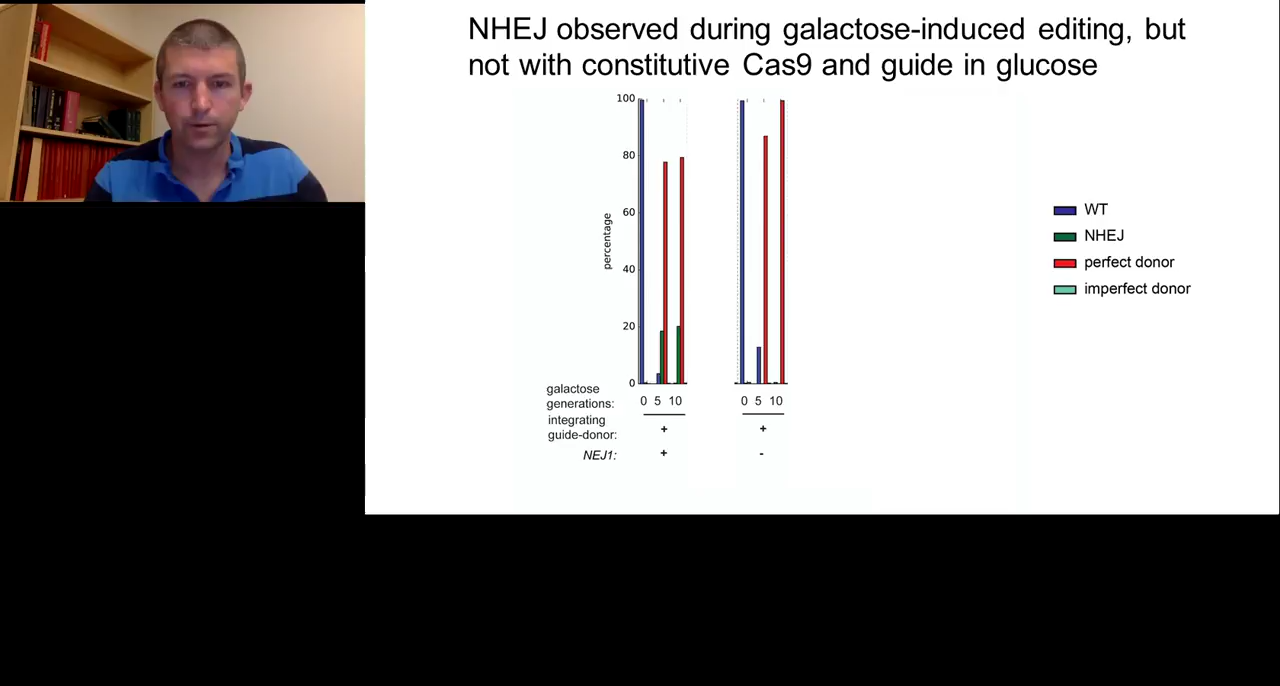 NHEJ observed during galactose-induced editing, but
not with constitutive Cas9 and guide in glucose
100
80
60
40
20
0
percentage
WT
NHEJ
perfect donor
imperfect donor
galactose
generations: 0 5 10 0 5 10
integrating
guide-donor: + +
NEJ1: + -